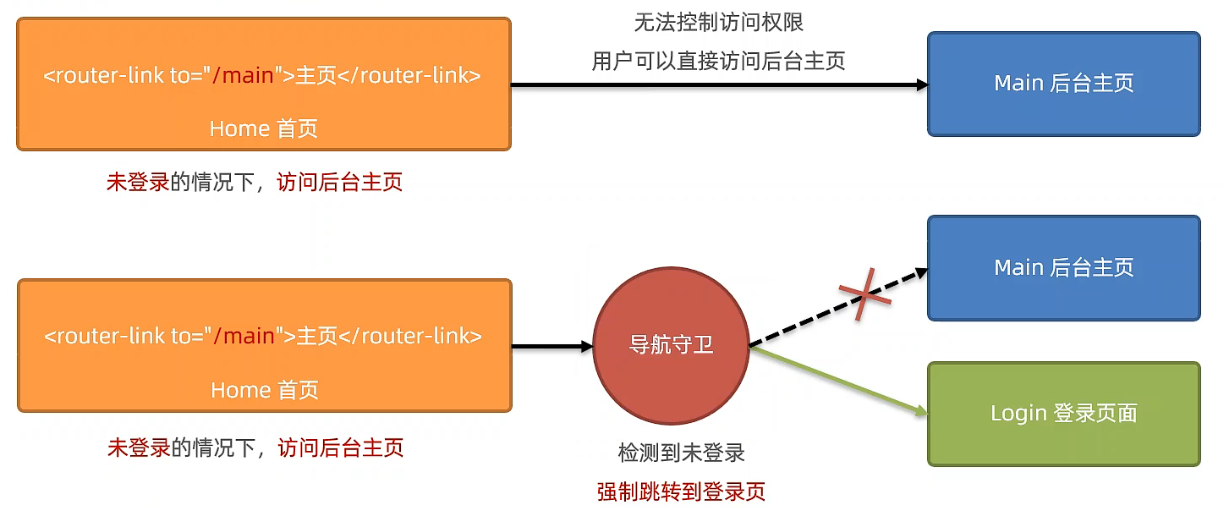 无法控制访问权限
用户可以直接访问后台主页
<router-link to="/main">主页</router-link>
Home 首页
Main 后台主页
未登录的情况下，访问后台主页
<router-link to="/main">主页</router-link>
Home 首页
导航守卫
Main 后台主页
Login 登录页面
未登录的情况下，访问后台主页
检测到未登录
强制跳转到登录页